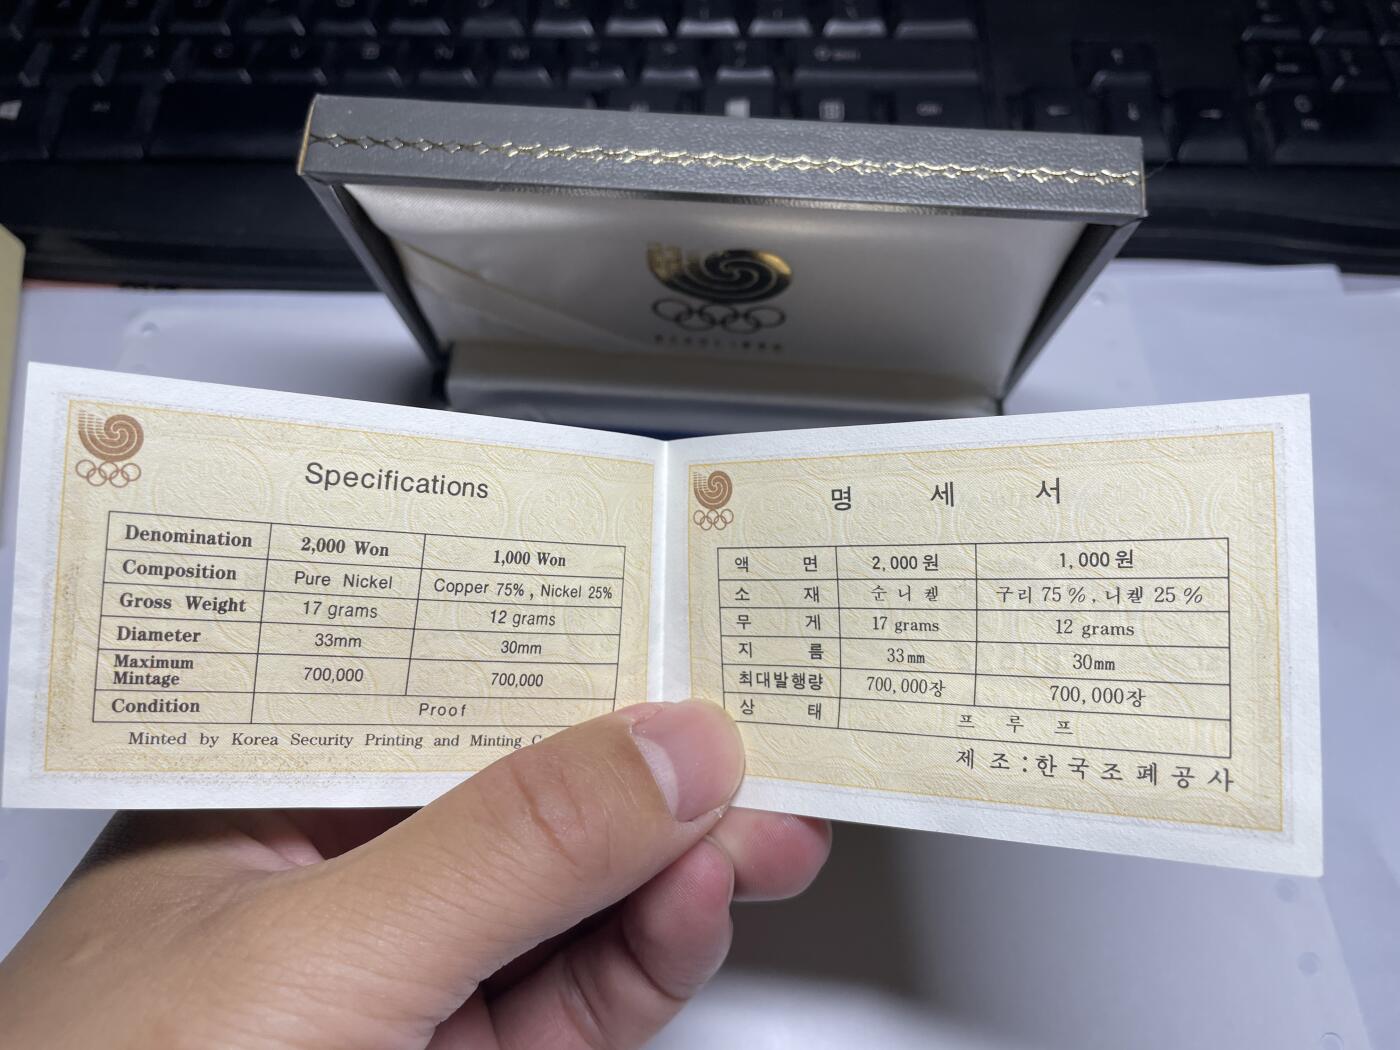 Specifications
Denomination 2,000 Won 1,000 Won
Composition Pure Nickel Copper 75%, Nickel 25%
Gross Weight 17 grams 12 grams
Diameter 33mm 30mm
Maximum Mintage 700,000 700,000
Condition Proof
Minted by Korea Security Printing and Minting
명 세 서
액 면 2,000원 1,000원
소 재 순 니 켈 구리 75%, 니켈 25%
무 게 17 grams 12 grams
지 름 33mm 30mm
최대발행량 700,000장 700,000장
상 태 프 루 프
제 조 : 한 국 조 폐 공 사